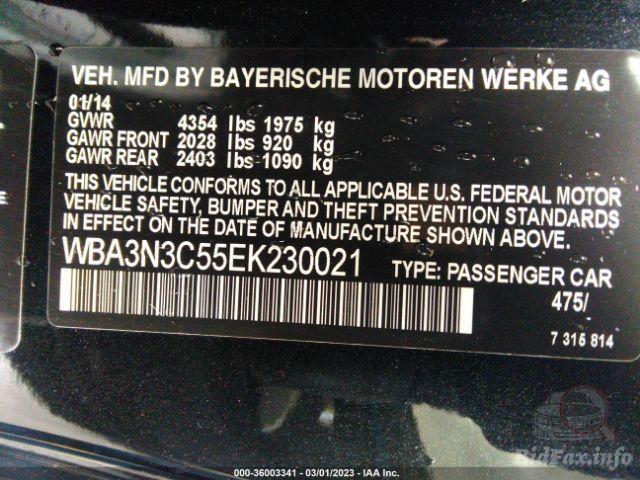 VEH. MFD BY BAYERISCHE MOTOREN WERKE AG
01/14
GVWR 4354 lbs 1975 kg
GAWR FRONT 2028 lbs 920 kg
GAWR REAR 2403 lbs 1090 kg
THIS VEHICLE CONFORMS TO ALL APPLICABLE U.S. FEDERAL MOTOR
VEHICLE SAFETY, BUMPER AND THEFT PREVENTION STANDARDS
IN EFFECT ON THE DATE OF MANUFACTURE SHOWN ABOVE.
WBA3N3C55EK230021 TYPE: PASSENGER CAR
475/
7 315 814
BidFax.info
000-36003341 - 03/01/2023 - IAA Inc.